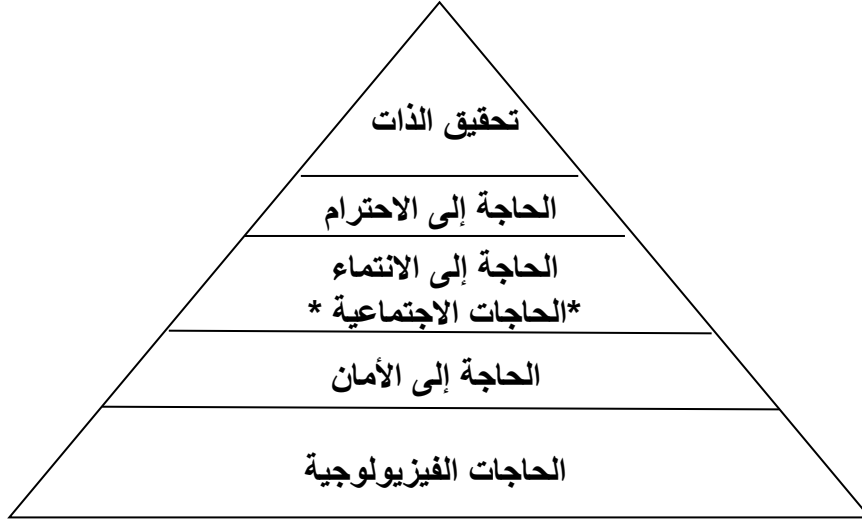 تحقيق الذات
الحاجة إلى الاحترام
الحاجة إلى الانتماء
*الحاجات الاجتماعية *
الحاجة إلى الأمان
الحاجات الفيزيولوجية